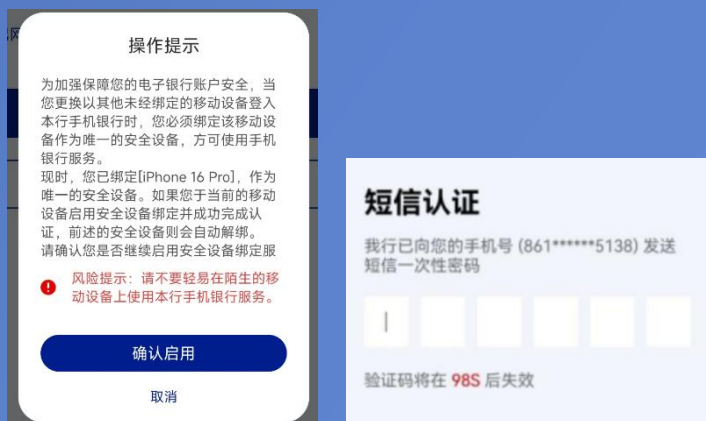 操作提示
为加强保障您的电子银行账户安全，当
您更换以其他未经绑定的移动设备登入
本行手机银行时，您必须绑定该移动设
备作为唯一的安全设备，方可使用手机
银行服务。
现时，您已绑定[iPhone 16 Pro]，作为
唯一的安全设备。如果您于当前的移动
设备启用安全设备绑定并成功完成认
证，前述的安全设备则会自动解绑。
请确认您是否继续启用安全设备绑定服
风险提示：请不要轻易在陌生的移
动设备上使用本行手机银行服务。
确认启用
取消
短信认证
我行已向您的手机号 (861******5138) 发送
短信一次性密码
验证码将在 98S 后失效